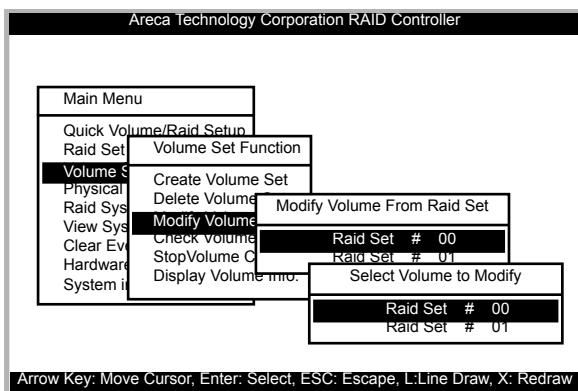 Areca Technology Corporation RAID Controller
Main Menu
Quick Volume/Raid Setup
Raid Set
Volume S
Physical
Raid Sys
View Sys
Clear Ev
Hardware
System i
Volume Set Function
Create Volume Set
Delete Volume
Modify Volume
Check Volume
StopVolume C
Display Volume Info.
Modify Volume From Raid Set
Raid Set # 00
Raid Set # 01
Select Volume to Modify
Raid Set # 00
Raid Set # 01
Arrow Key: Move Cursor, Enter: Select, ESC: Escape, L:Line Draw, X: Redraw